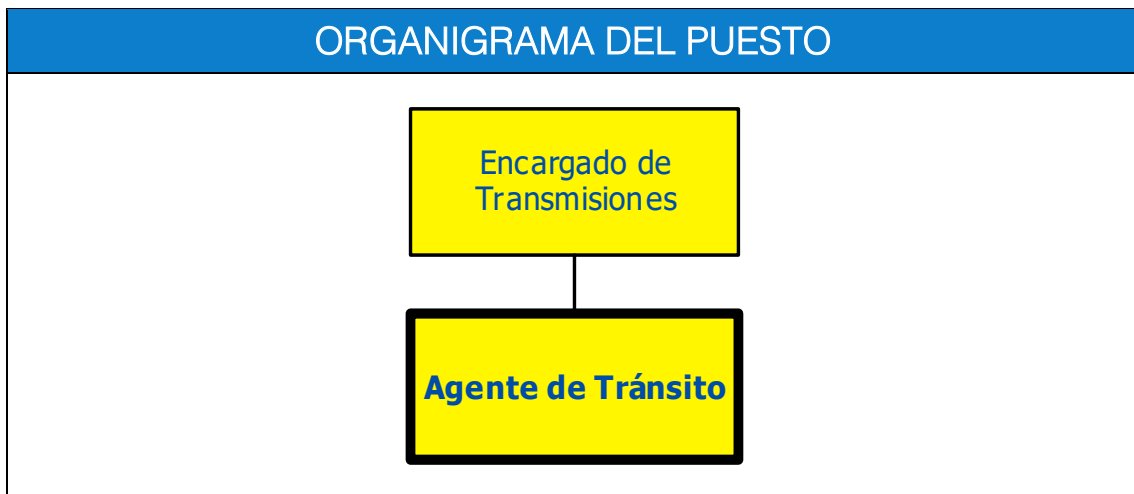 ORGANIGRAMA DEL PUESTO
Encargado de
Transmisiones
Agente de Tránsito